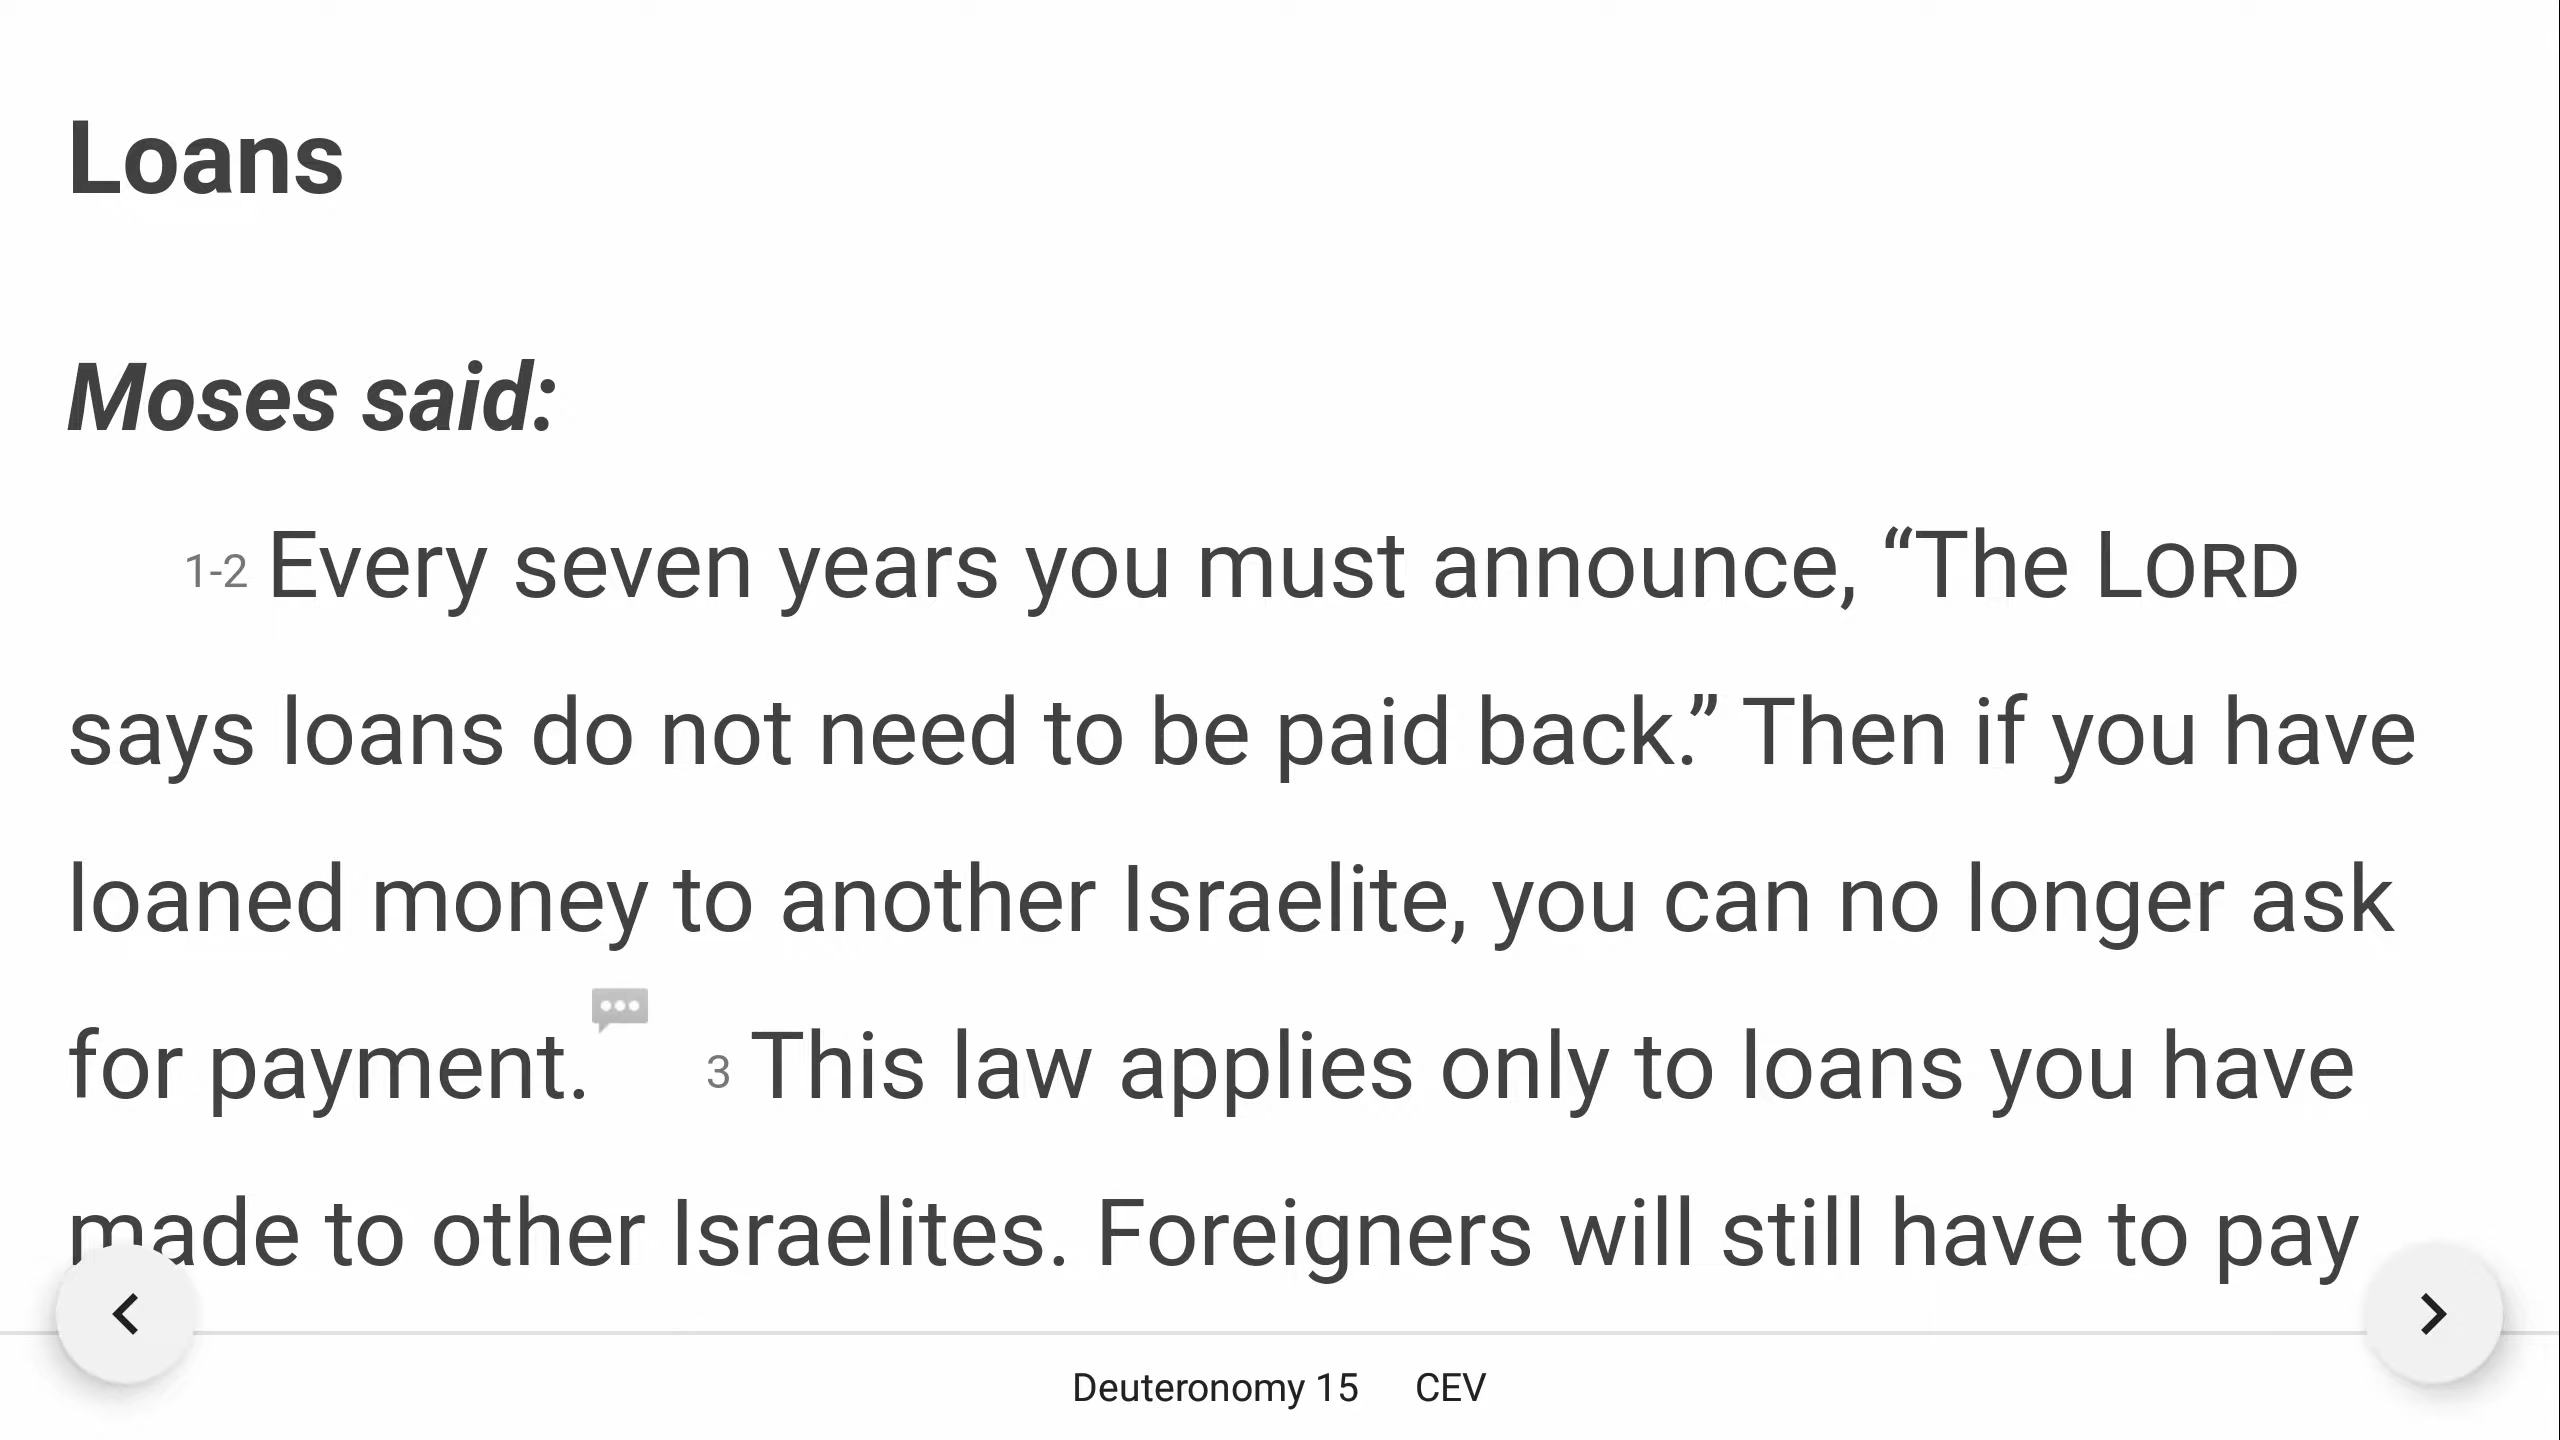 Loans
Moses said:
1-2 Every seven years you must announce, “The LORD
says loans do not need to be paid back.” Then if you have
loaned money to another Israelite, you can no longer ask
for payment. 3 This law applies only to loans you have
made to other Israelites. Foreigners will still have to pay
Deuteronomy 15 CEV